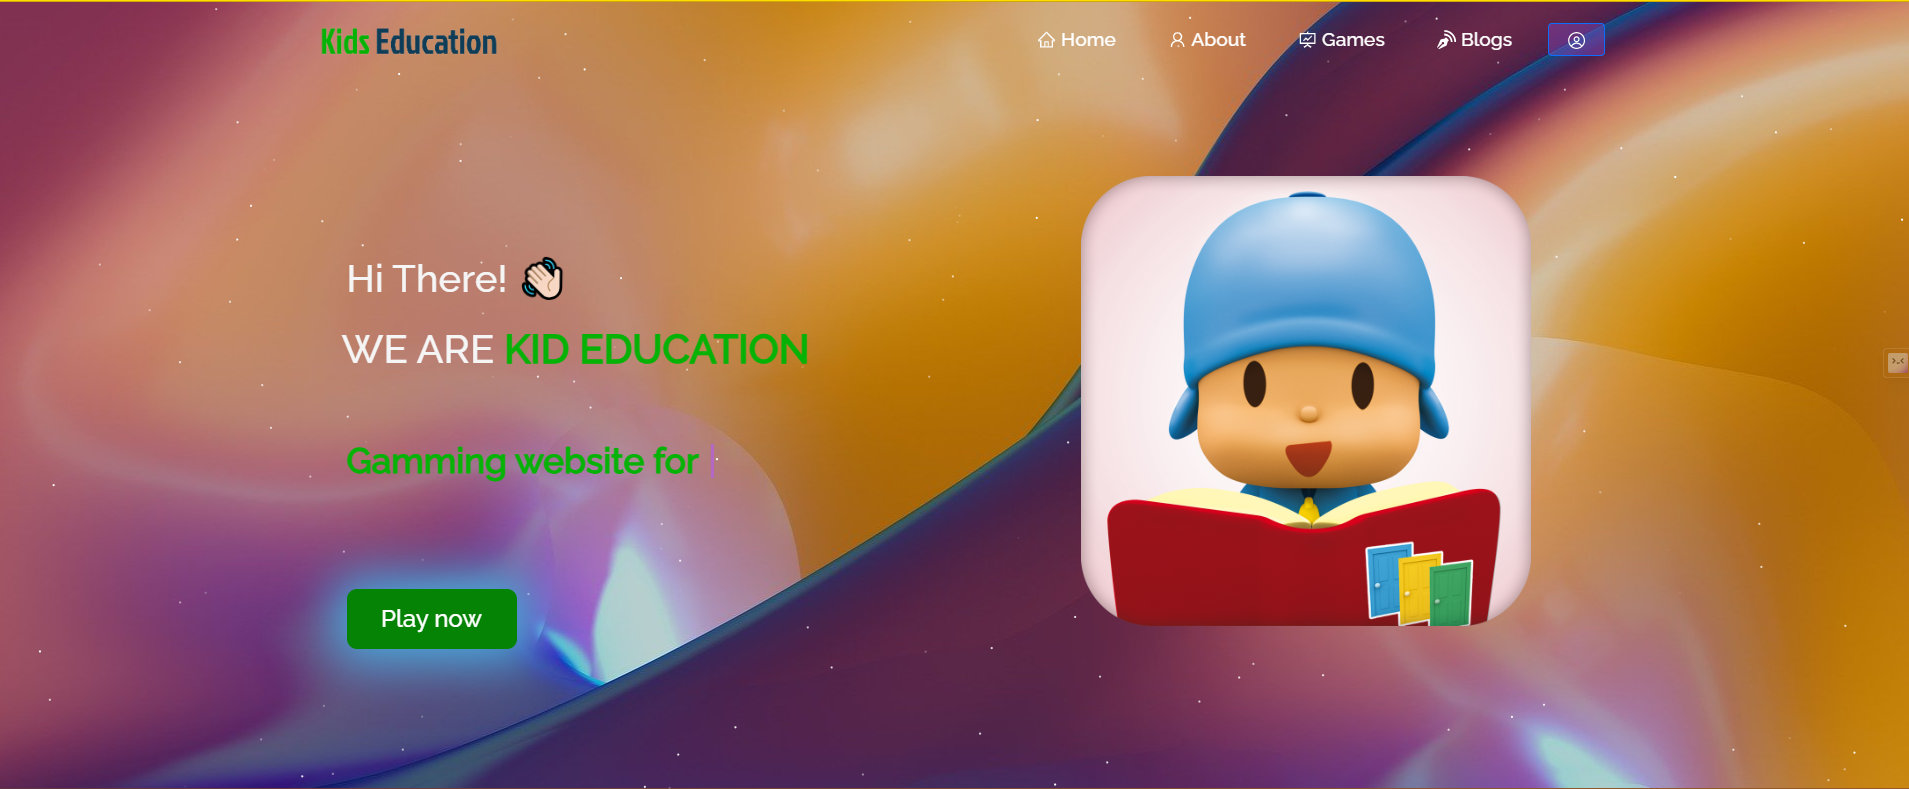 Kids Education
Home
About
Games
Blogs
Hi There!
WE ARE KID EDUCATION
Gamming website for
Play now